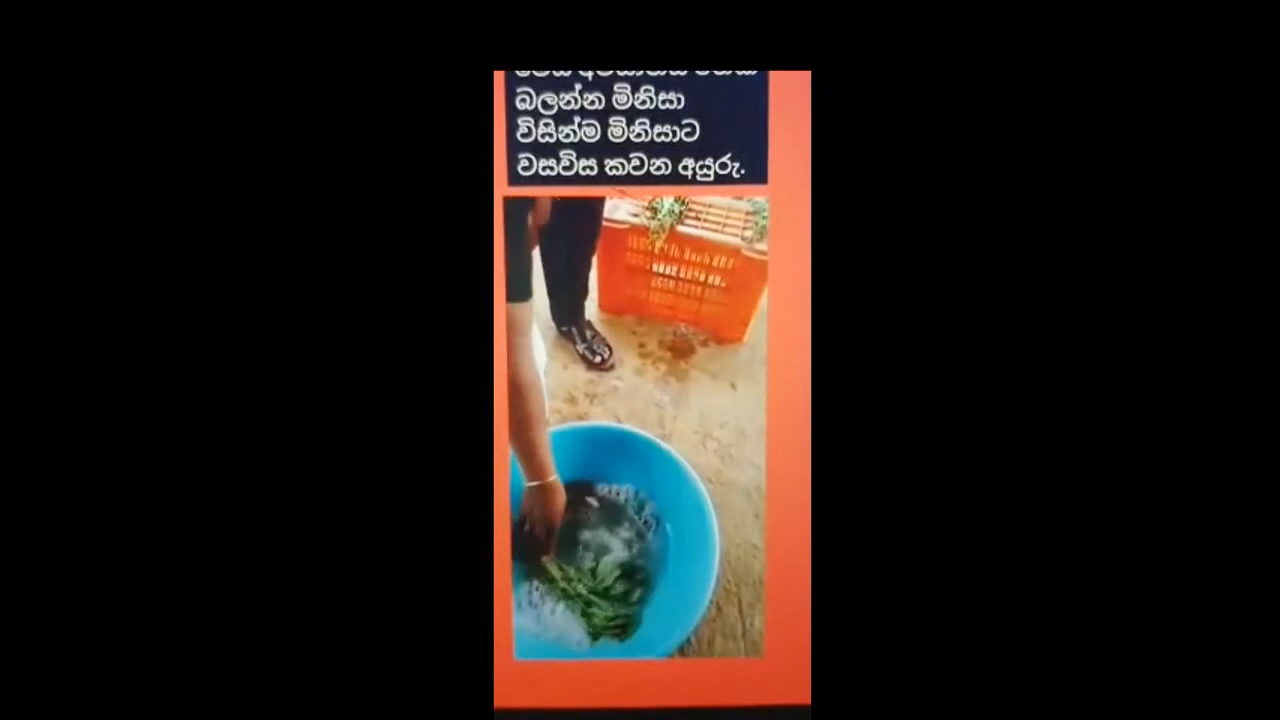 බලන්න මිනිසා
විසින්ම මිනිසාට
වසවිස කවන අයුරු.